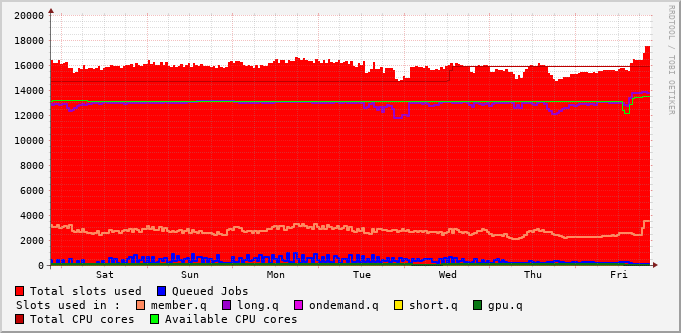 20000
18000
16000
14000
12000
10000
8000
6000
4000
2000
0
Sat Sun Mon Tue Wed Thu Fri
RRDTOOL / TOBI OETIKER
Total slots used Queued Jobs
Slots used in : member.q long.q ondemand.q short.q gpu.q
Total CPU cores Available CPU cores